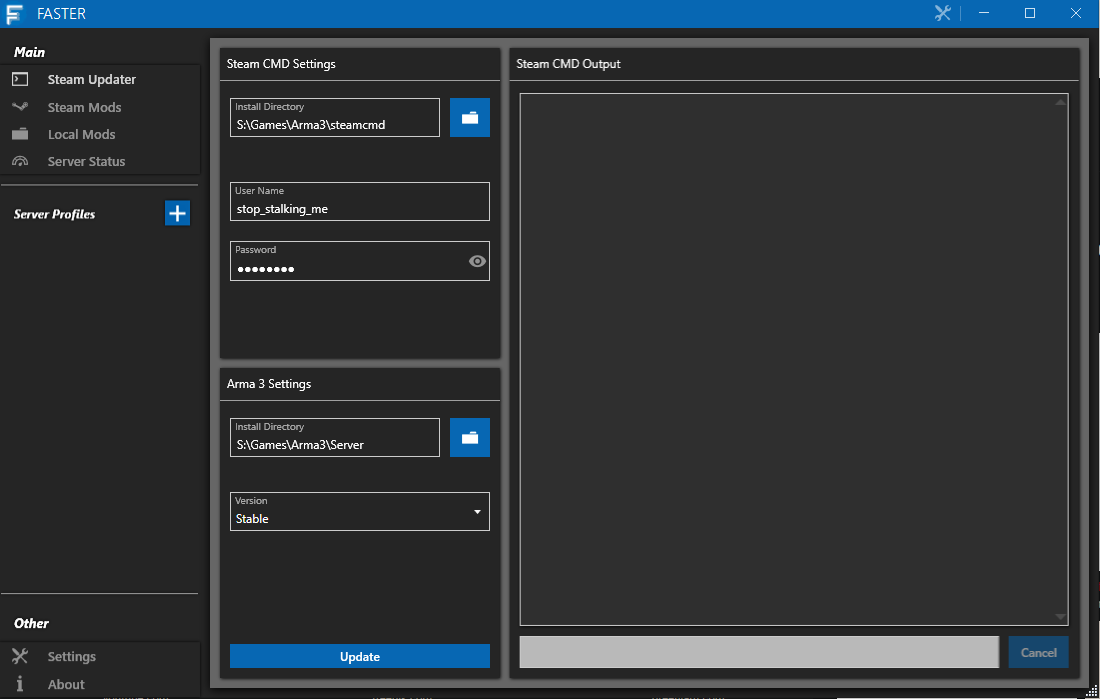 FASTER
Main
Steam Updater
Steam Mods
Local Mods
Server Status
Server Profiles
Other
Settings
About
Steam CMD Settings
Install Directory
S:\Games\Arma3\steamcmd
User Name
stop_stalking_me
Password
Arma 3 Settings
Install Directory
S:\Games\Arma3\Server
Version
Stable
Update
Steam CMD Output
Cancel